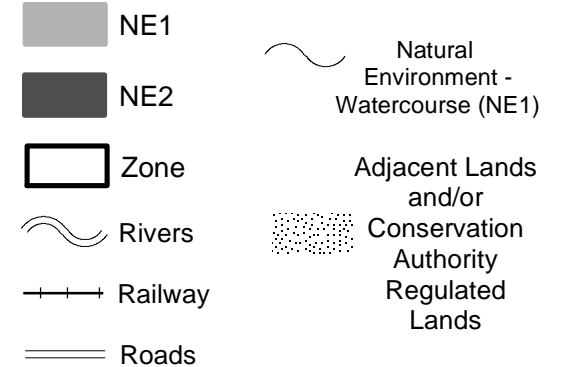 NE1
NE2
Zone
Rivers
Railway
Roads
Natural
Environment -
Watercourse (NE1)
Adjacent Lands
and/or
Conservation
Authority
Regulated
Lands